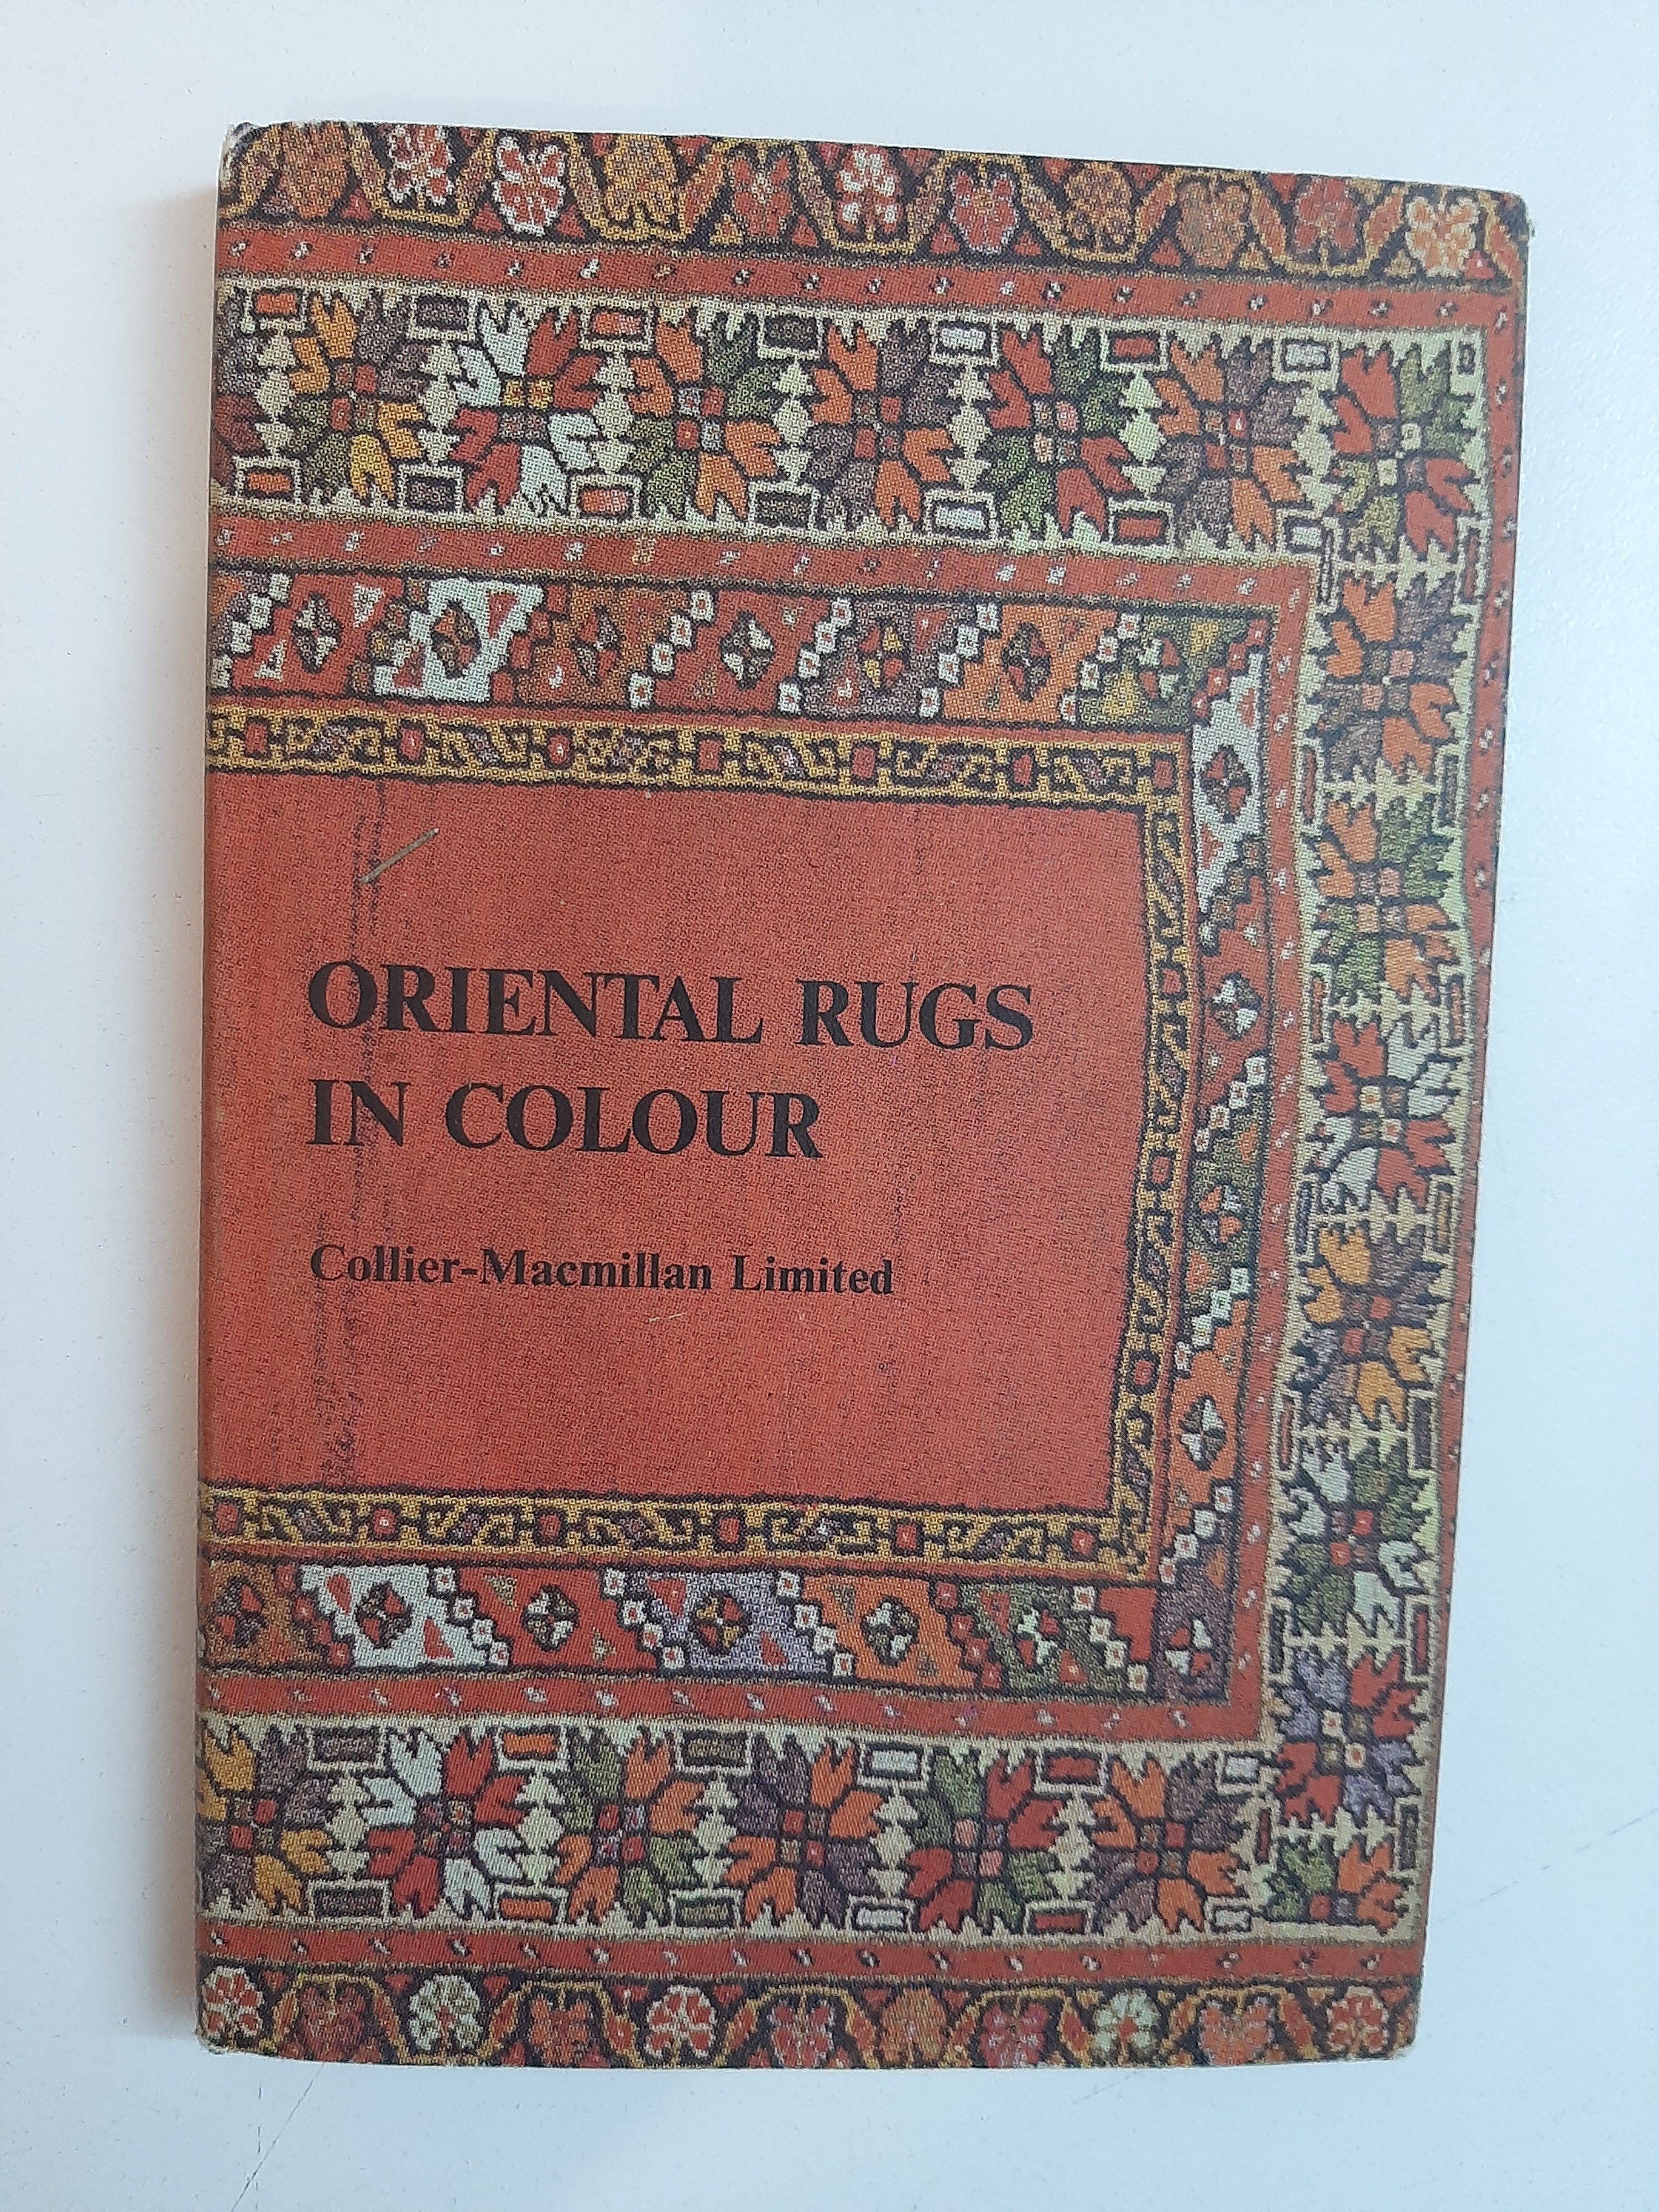 ORIENTAL RUGS
IN COLOUR
Collier-Macmillan Limited